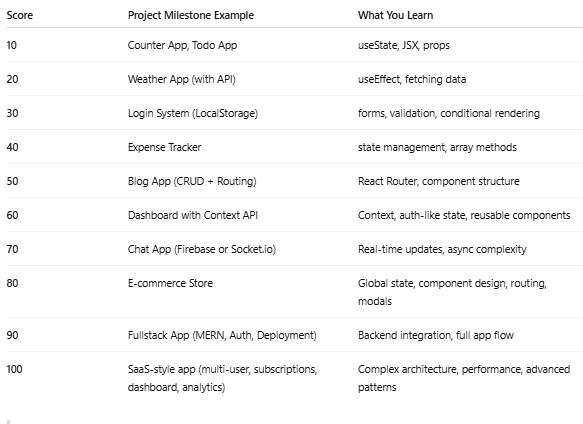 Score Project Milestone Example What You Learn
10 Counter App, Todo App useState, JSX, props
20 Weather App (with API) useEffect, fetching data
30 Login System (LocalStorage) forms, validation, conditional rendering
40 Expense Tracker state management, array methods
50 Blog App (CRUD + Routing) React Router, component structure
60 Dashboard with Context API Context, auth-like state, reusable components
70 Chat App (Firebase or Socket.io) Real-time updates, async complexity
80 E-commerce Store Global state, component design, routing,
modals
90 Fullstack App (MERN, Auth, Deployment) Backend integration, full app flow
100 SaaS-style app (multi-user, subscriptions, Complex architecture, performance, advanced
dashboard, analytics) patterns